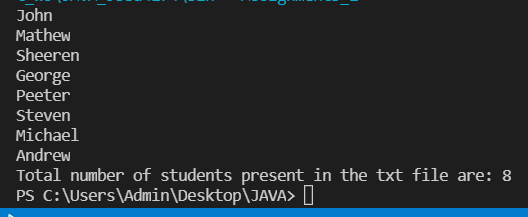 John
Mathew
Sheeren
George
Peeter
Steven
Michael
Andrew
Total number of students present in the txt file are: 8
PS C:\Users\Admin\Desktop\JAVA>